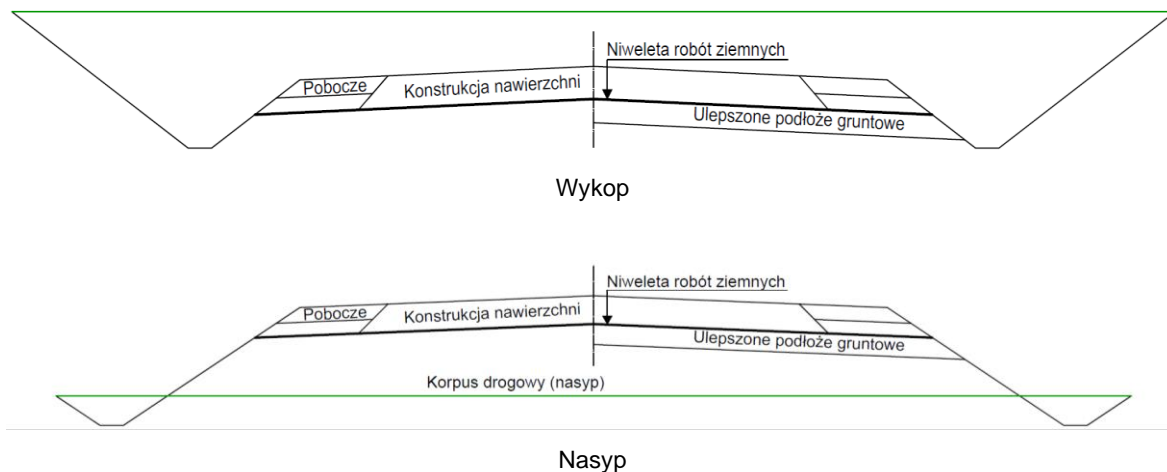 Niweleta robót ziemnych
Pobocze
Konstrukcja nawierzchni
Ulepszone podłoże gruntowe
Wykop
Niweleta robót ziemnych
Pobocze
Konstrukcja nawierzchni
Ulepszone podłoże gruntowe
Korpus drogowy (nasyp)
Nasyp